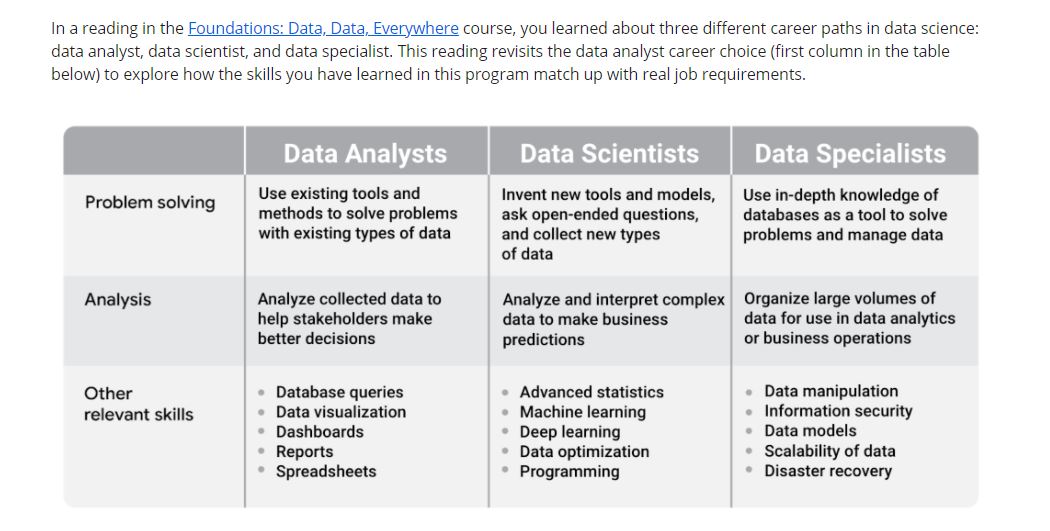 In a reading in the Foundations: Data, Data, Everywhere course, you learned about three different career paths in data science:
data analyst, data scientist, and data specialist. This reading revisits the data analyst career choice (first column in the table
below) to explore how the skills you have learned in this program match up with real job requirements.
Data Analysts
Data Scientists
Data Specialists
Problem solving
Use existing tools and
methods to solve problems
with existing types of data
Invent new tools and models,
ask open-ended questions,
and collect new types
of data
Use in-depth knowledge of
databases as a tool to solve
problems and manage data
Analysis
Analyze collected data to
help stakeholders make
better decisions
Analyze and interpret complex
data to make business
predictions
Organize large volumes of
data for use in data analytics
or business operations
Other
relevant skills
• Database queries
• Data visualization
• Dashboards
• Reports
• Spreadsheets
• Advanced statistics
• Machine learning
• Deep learning
• Data optimization
• Programming
• Data manipulation
• Information security
• Data models
• Scalability of data
• Disaster recovery